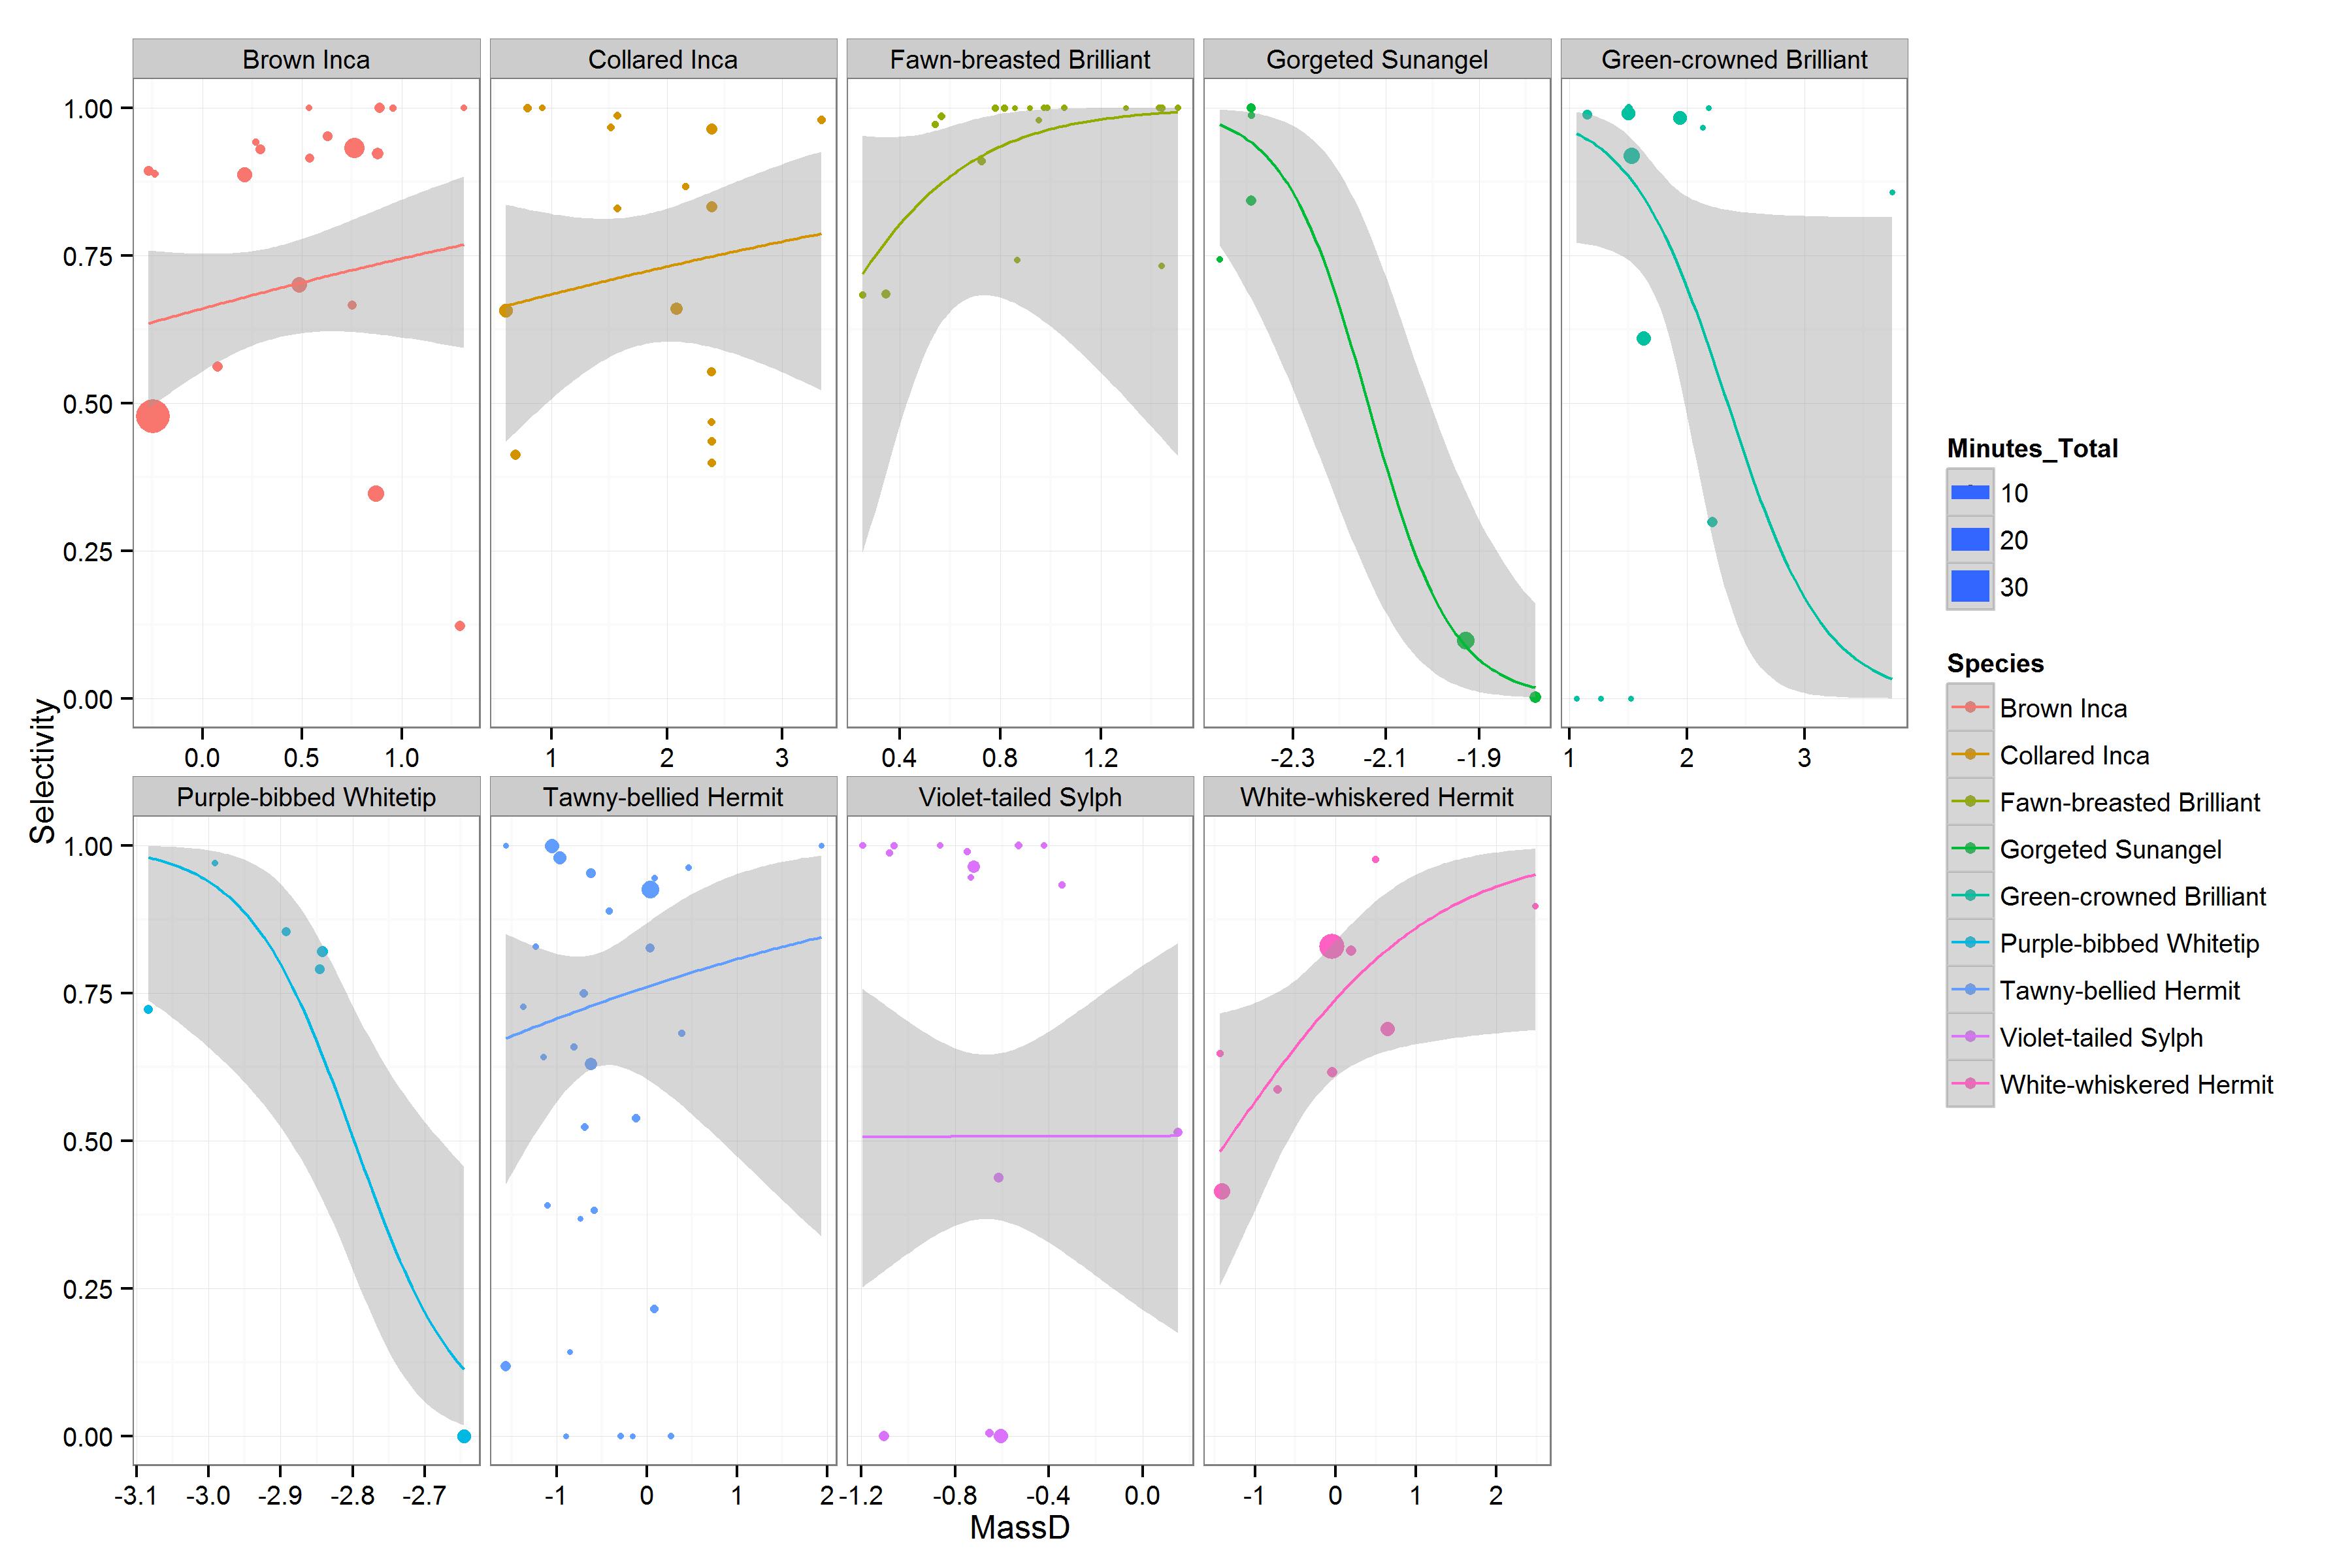 Brown Inca Collared Inca Fawn-breasted Brilliant Gorgeted Sunangel Green-crowned Brilliant
1.00
0.75
0.50
0.25
0.00
0.0 0.5 1.0 1 2 3 0.4 0.8 1.2 -2.3 -2.1 -1.9 1 2 3
Selectivity
Purple-bibbed Whitetip Tawny-bellied Hermit Violet-tailed Sylph White-whiskered Hermit
1.00
0.75
0.50
0.25
0.00
-3.1 -3.0 -2.9 -2.8 -2.7 -1 0 1 2 -1.2 -0.8 -0.4 0.0 -1 0 1 2
MassD
Minutes_Total
10
20
30
Species
Brown Inca
Collared Inca
Fawn-breasted Brilliant
Gorgeted Sunangel
Green-crowned Brilliant
Purple-bibbed Whitetip
Tawny-bellied Hermit
Violet-tailed Sylph
White-whiskered Hermit